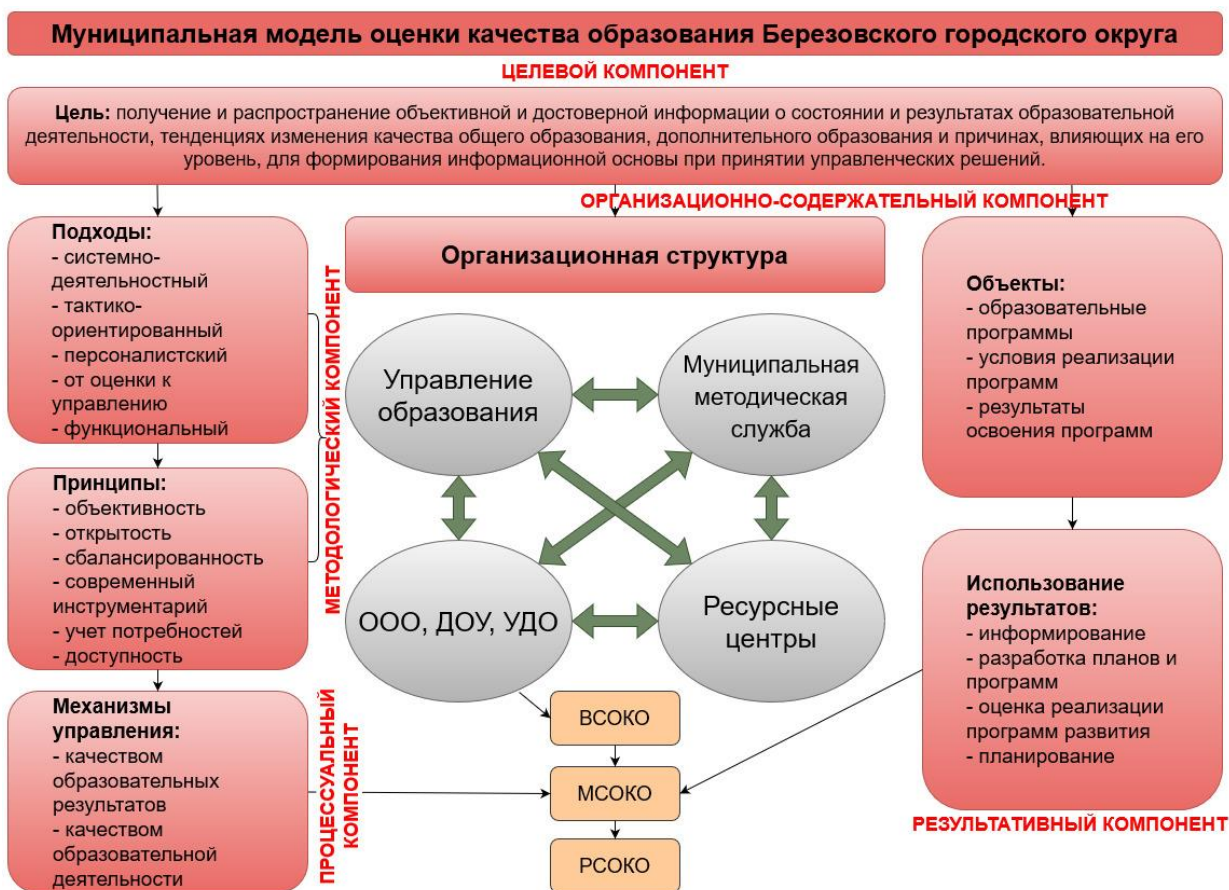 Муниципальная модель оценки качества образования Березовского городского округа
ЦЕЛЕВОЙ КОМПОНЕНТ
Цель: получение и распространение объективной и достоверной информации о состоянии и результатах образовательной
деятельности, тенденциях изменения качества общего образования, дополнительного образования и причинах, влияющих на его
уровень, для формирования информационной основы при принятии управленческих решений.
ОРГАНИЗАЦИОННО-СОДЕРЖАТЕЛЬНЫЙ КОМПОНЕНТ
Подходы:
- системно-
деятельностный
- тактико-
ориентированный
- персоналистский
- от оценки к
управлению
- функциональный
Принципы:
- объективность
- открытость
- сбалансированность
- современный
инструментарий
- учет потребностей
- доступность
МЕТОДОЛОГИЧЕСКИЙ КОМПОНЕНТ
Механизмы
управления:
- качеством
образовательных
результатов
- качеством
образовательной
деятельности
ПРОЦЕССУАЛЬНЫЙ
КОМПОНЕНТ
Организационная структура
Управление
образования
Муниципальная
методическая
служба
ООО, ДОУ, УДО
Ресурсные
центры
ВСОКО
МСОКО
РСОКО
Объекты:
- образовательные
программы
- условия реализации
программ
- результаты
освоения программ
Использование
результатов:
- информирование
- разработка планов и
программ
- оценка реализации
программ развития
- планирование
РЕЗУЛЬТАТИВНЫЙ КОМПОНЕНТ